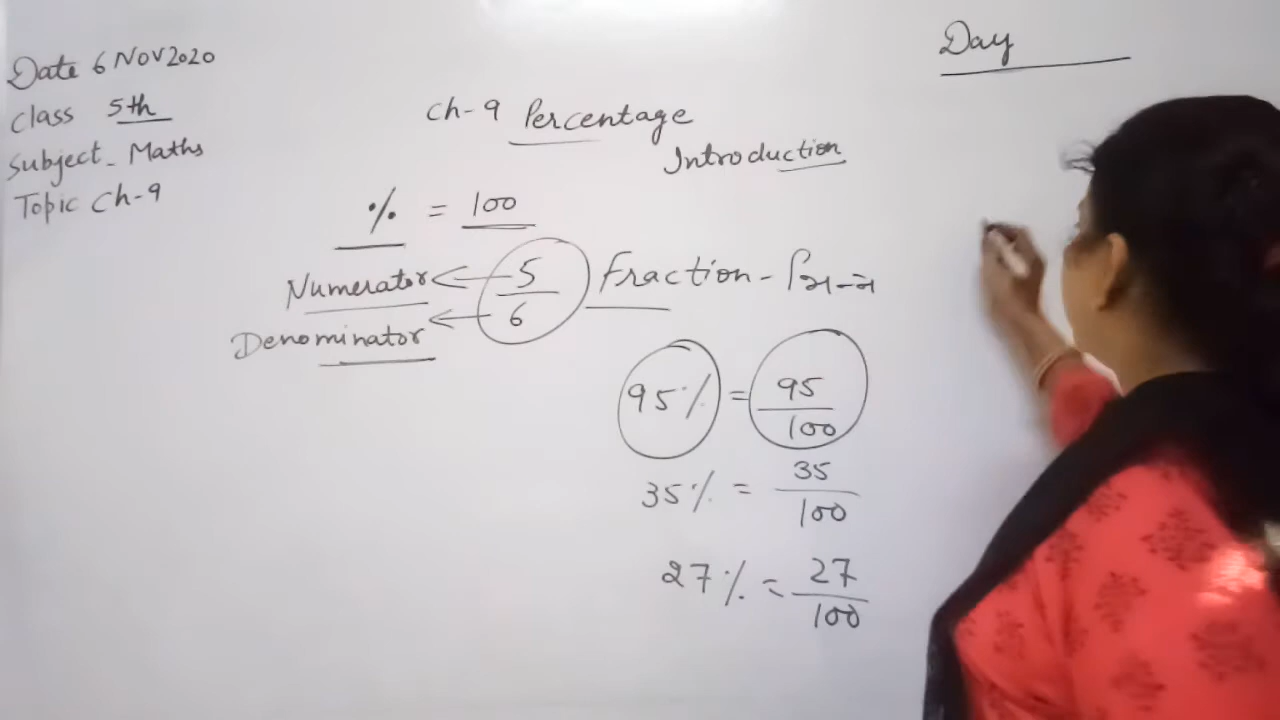 Date 6 Nov 2020
Class 5th
Subject - Maths
Topic Ch-9
Day
Ch-9 Percentage
Introduction
% = 100
Numerator ← 5
Denominator ← 6
Fraction - भिन्न
95% = 95/100
35% = 35/100
27% = 27/100